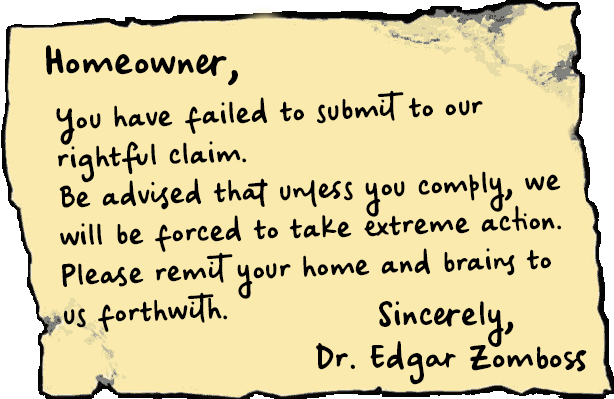 Homeowner,
You have failed to submit to our
rightful claim.
Be advised that unless you comply, we
will be forced to take extreme action.
Please remit your home and brains to
us forthwith.
Sincerely,
Dr. Edgar Zomboss